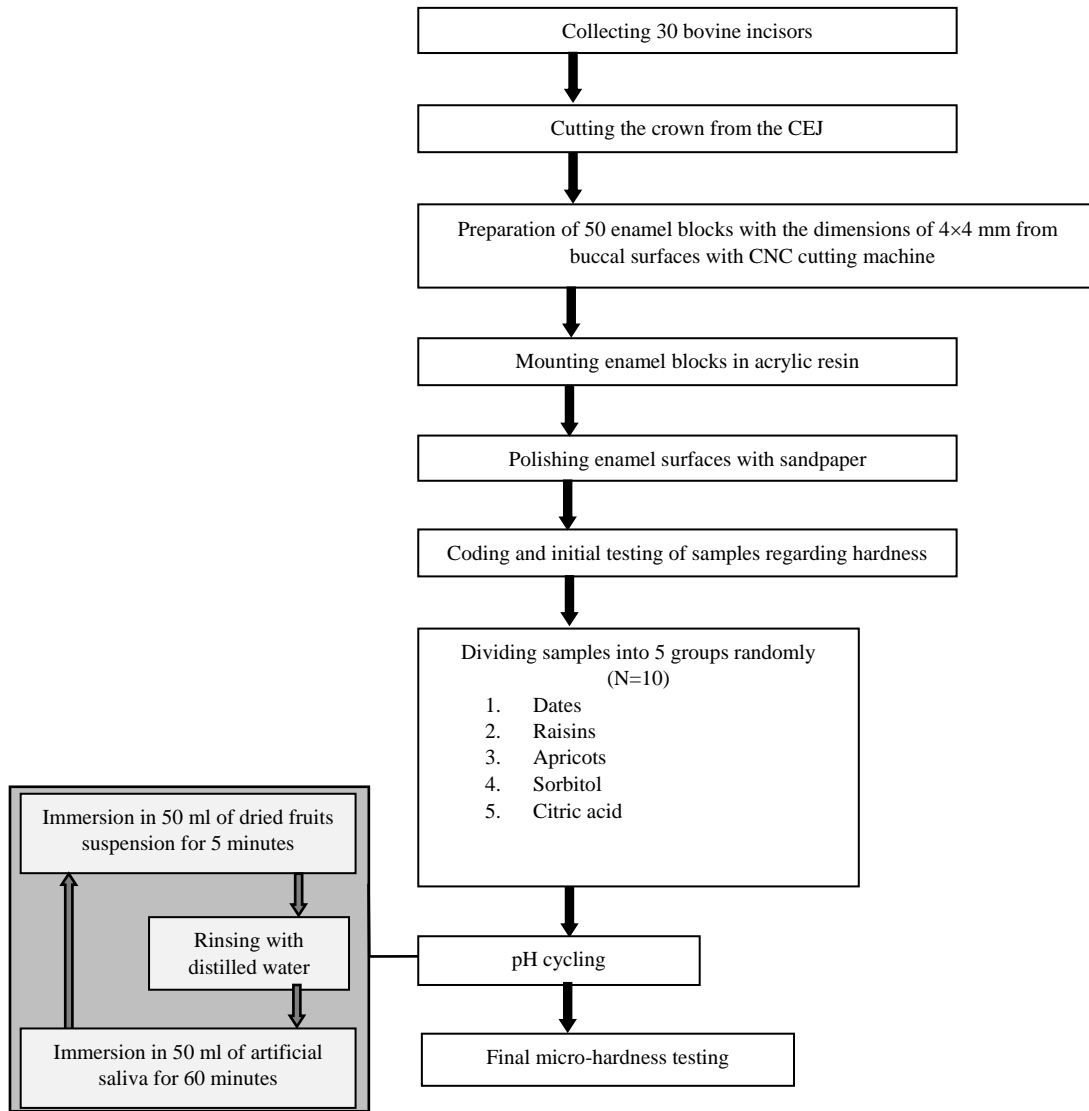 Collecting 30 bovine incisors
Cutting the crown from the CEJ
Preparation of 50 enamel blocks with the dimensions of 4×4 mm from
buccal surfaces with CNC cutting machine
Mounting enamel blocks in acrylic resin
Polishing enamel surfaces with sandpaper
Coding and initial testing of samples regarding hardness
Dividing samples into 5 groups randomly
(N=10)
1. Dates
2. Raisins
3. Apricots
4. Sorbitol
5. Citric acid
pH cycling
Immersion in 50 ml of dried fruits
suspension for 5 minutes
Rinsing with
distilled water
Immersion in 50 ml of artificial
saliva for 60 minutes
Final micro-hardness testing